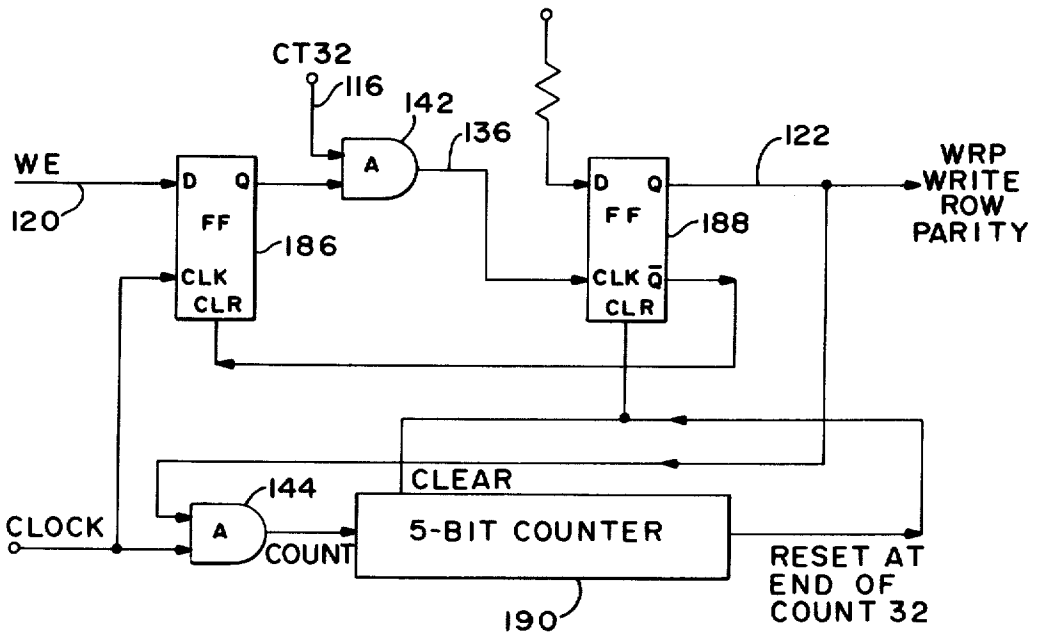 CT32
116
142
136
122
WE
120
D Q
FF
CLK
CLR
186
A
D Q
FF
CLK Q̅
CLR
188
WRP
WRITE
ROW
PARITY
144
A
CLOCK
COUNT
CLEAR
5-BIT COUNTER
190
RESET AT
END OF
COUNT 32